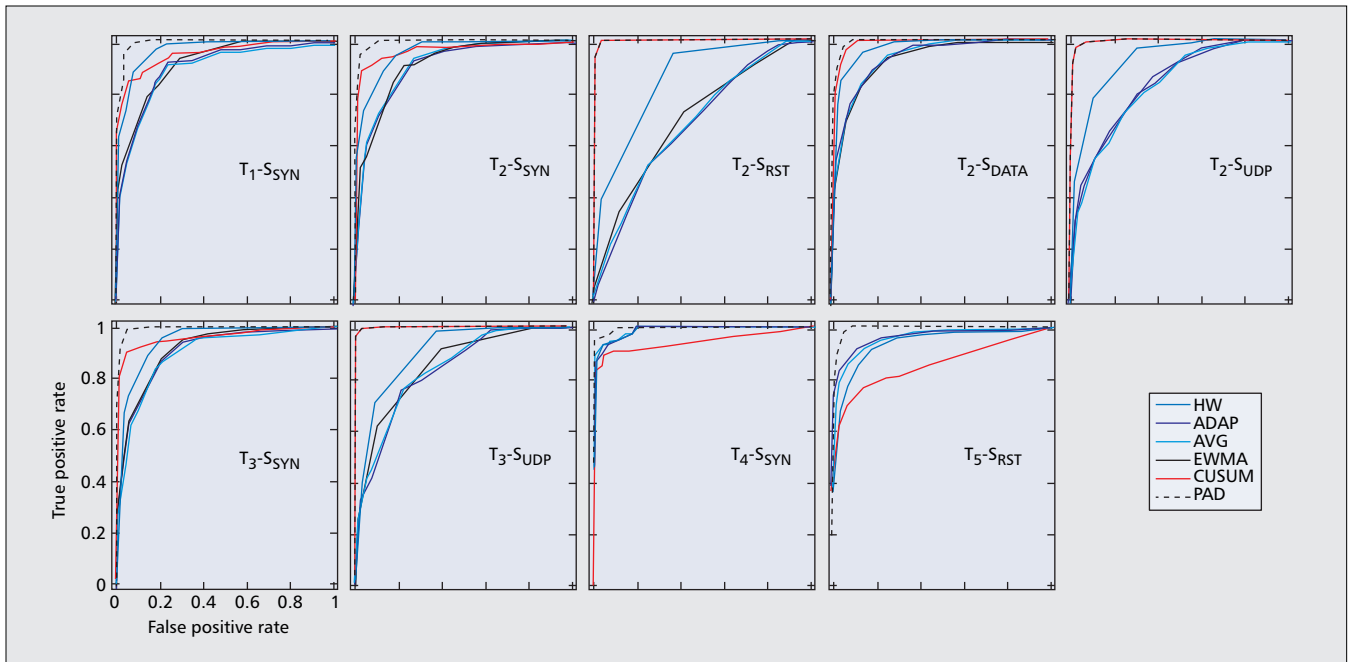 T1-SSYN
T2-SSYN
T2-SRST
T2-SDATA
T2-SUDP
True positive rate
1
0.8
0.6
0.4
0.2
0
T3-SSYN
T3-SUDP
T4-SSYN
T5-SRST
0 0.2 0.4 0.6 0.8 1
False positive rate
HW
ADAP
AVG
EWMA
CUSUM
PAD